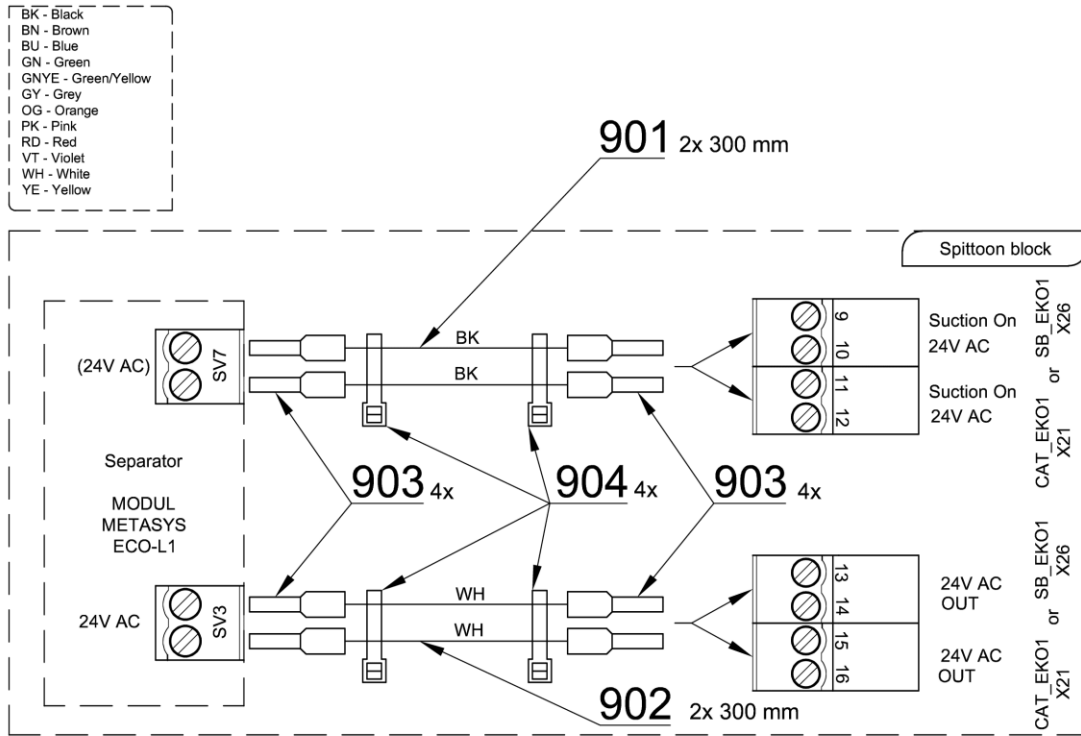 BK - Black
BN - Brown
BU - Blue
GN - Green
GNYE - Green/Yellow
GY - Grey
OG - Orange
PK - Pink
RD - Red
VT - Violet
WH - White
YE - Yellow
901 2x 300 mm
Spittoon block
(24V AC)
SV7
BK
BK
9
10
11
12
Suction On
24V AC
Suction On
24V AC
CAT_EKO1 or SB_EKO1
X21 X26
Separator
MODUL
METASYS
ECO-L1
903 4x
904 4x
903 4x
24V AC
SV3
WH
WH
13
14
15
16
24V AC
OUT
24V AC
OUT
CAT_EKO1 or SB_EKO1
X21 X26
902 2x 300 mm